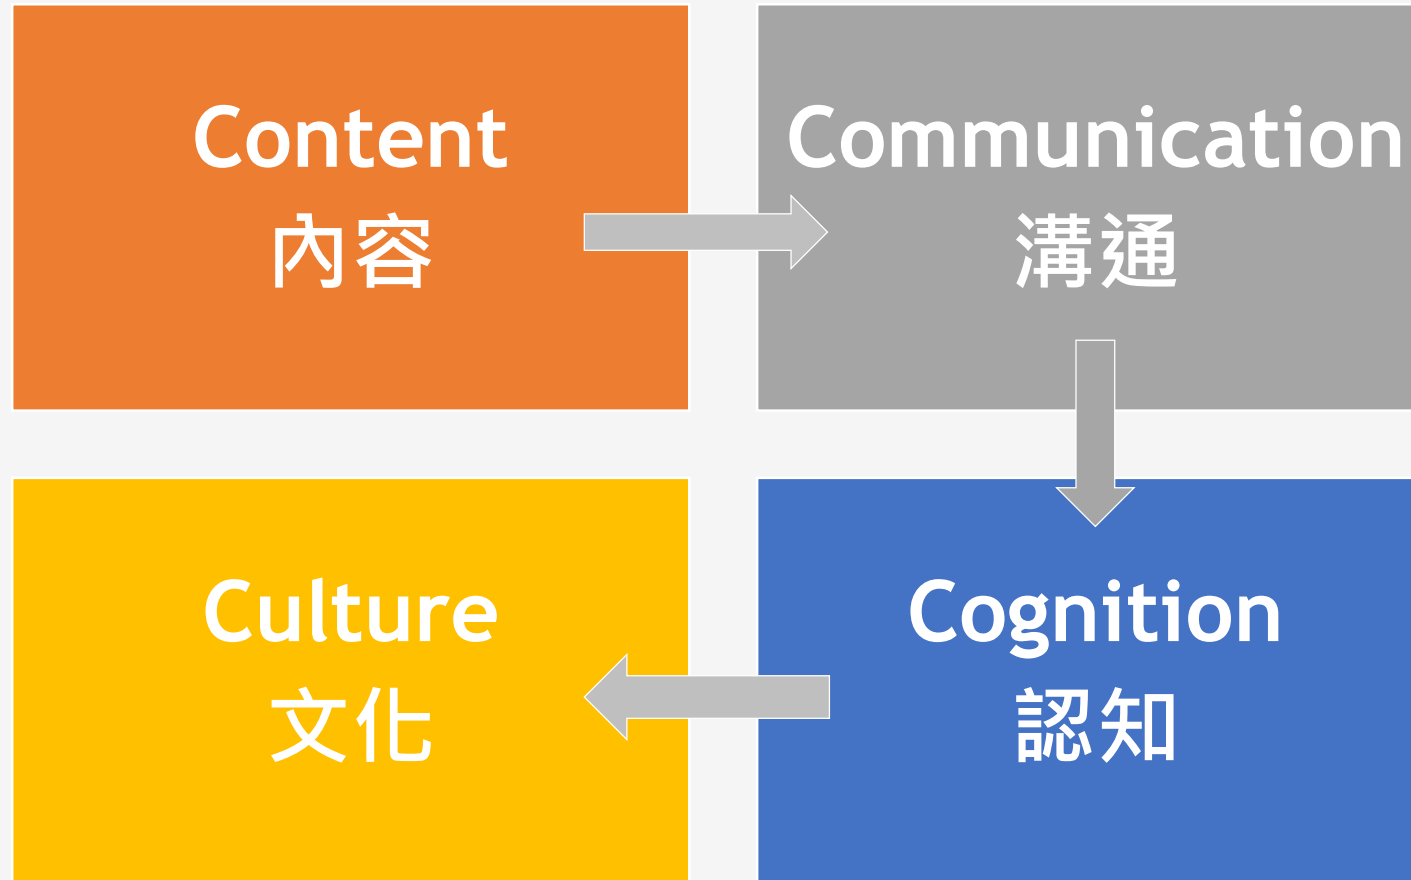 Content
內容
Communication
溝通
Culture
文化
Cognition
認知